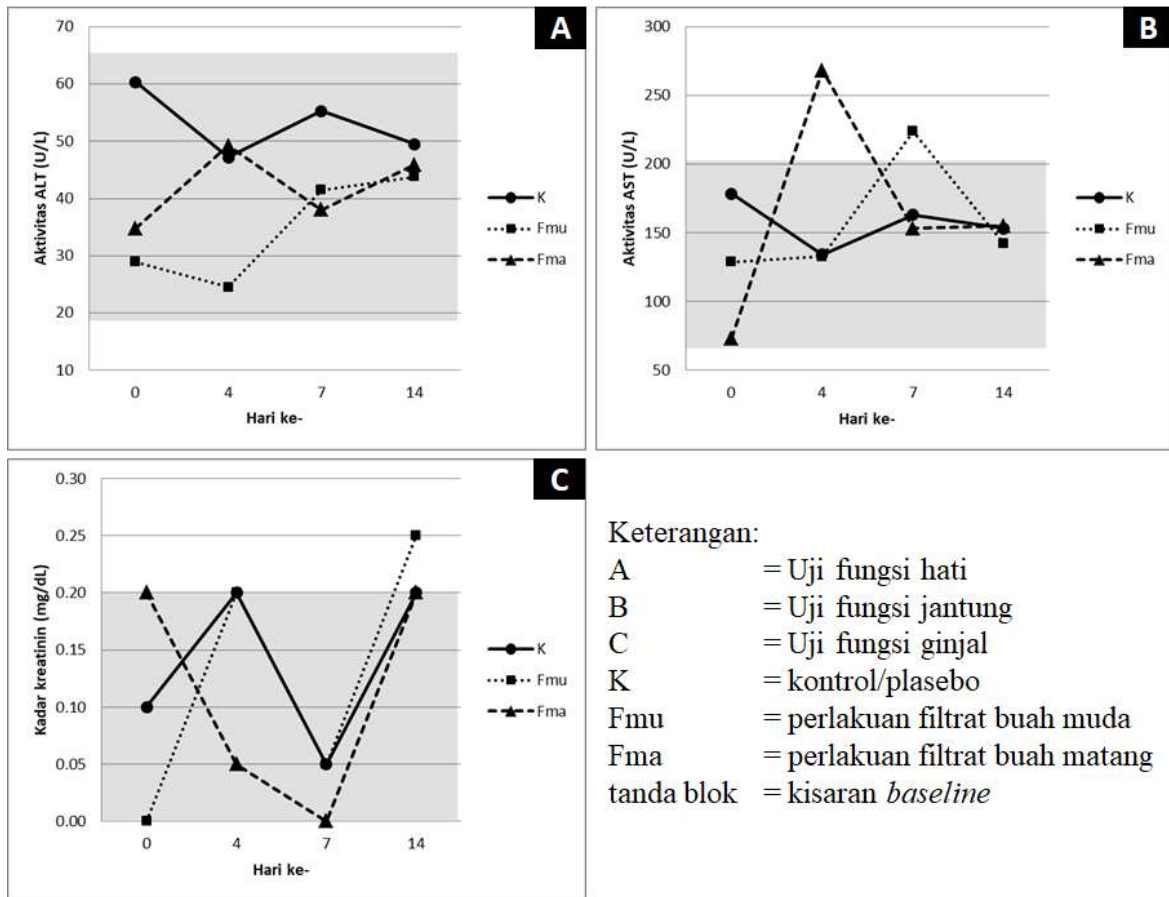 A
70
60
50
40
30
20
10
Aktivitas ALT (U/L)
0 4 7 14
Hari ke-
K
Fmu
Fma
B
300
250
200
150
100
50
Aktivitas AST (U/L)
0 4 7 14
Hari ke-
K
Fmu
Fma
C
0.30
0.25
0.20
0.15
0.10
0.05
0.00
Kadar kreatinin (mg/dL)
0 4 7 14
Hari ke-
K
Fmu
Fma
Keterangan:
A = Uji fungsi hati
B = Uji fungsi jantung
C = Uji fungsi ginjal
K = kontrol/plasebo
Fmu = perlakuan filtrat buah muda
Fma = perlakuan filtrat buah matang
tanda blok = kisaran baseline